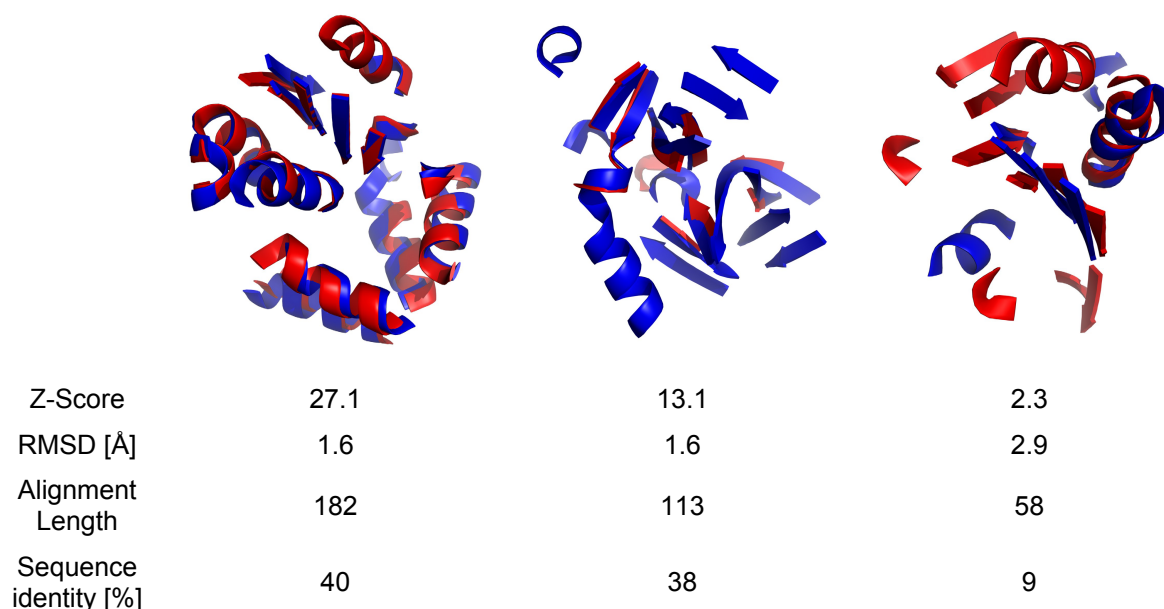 Z-Score 27.1 13.1 2.3
RMSD [Å] 1.6 1.6 2.9
Alignment
Length 182 113 58
Sequence
identity [%] 40 38 9